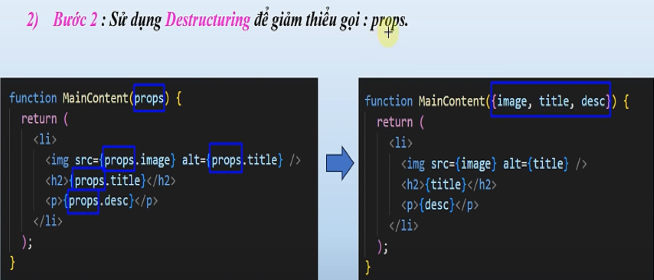 2) Bước 2 : Sử dụng Destructuring để giảm thiểu gọi : props.
function MainContent(props) {
return (
<li>
<img src={props.image} alt={props.title} />
<h2>{props.title}</h2>
<p>{props.desc}</p>
</li>
);
}
function MainContent({image, title, desc}) {
return (
<li>
<img src={image} alt={title} />
<h2>{title}</h2>
<p>{desc}</p>
</li>
);
}